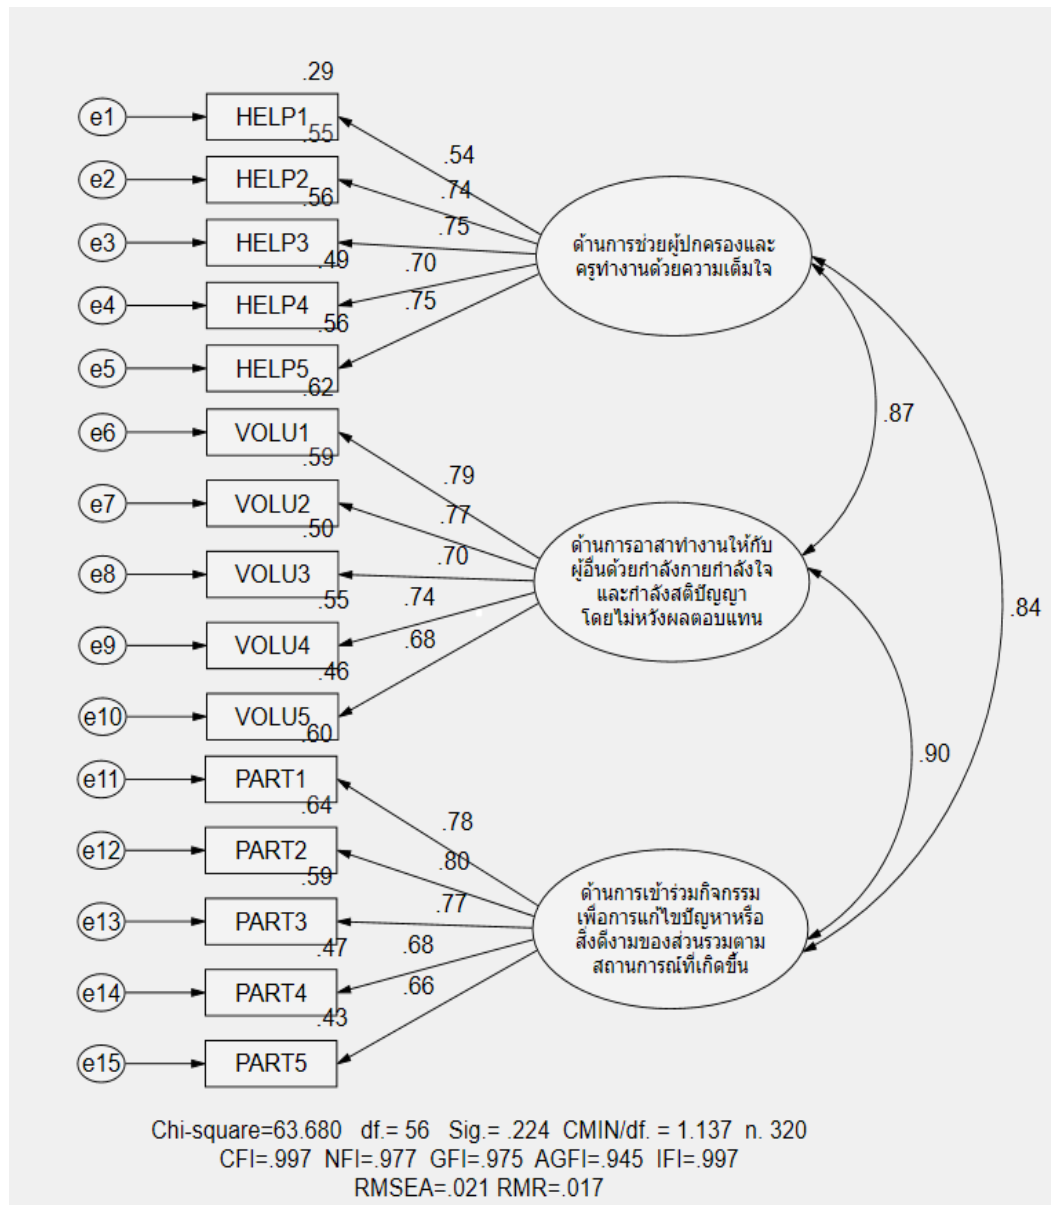 .29
e1 HELP1
.55
.54
e2 HELP2
.56
.74
e3 HELP3
.49
.75
e4 HELP4
.56
.70
e5 HELP5
.62
.75
ด้านการช่วยผู้ปกครองและ
ครูทำงานด้วยความเต็มใจ
.87
e6 VOLU1
.59
.79
e7 VOLU2
.50
.77
e8 VOLU3
.55
.70
e9 VOLU4
.46
.74
e10 VOLU5
.60
.68
ด้านการอาสาทำงานให้กับ
ผู้อื่นด้วยกำลังกายกำลังใจ
และกำลังสติปัญญา
โดยไม่หวังผลตอบแทน
.84
.90
e11 PART1
.64
.78
e12 PART2
.59
.80
e13 PART3
.47
.77
e14 PART4
.43
.68
e15 PART5
.66
ด้านการเข้าร่วมกิจกรรม
เพื่อการแก้ไขปัญหาหรือ
สิ่งดีงามของส่วนรวมตาม
สถานการณ์ที่เกิดขึ้น
Chi-square=63.680 df.= 56 Sig.= .224 CMIN/df. = 1.137 n. 320
CFI=.997 NFI=.977 GFI=.975 AGFI=.945 IFI=.997
RMSEA=.021 RMR=.017